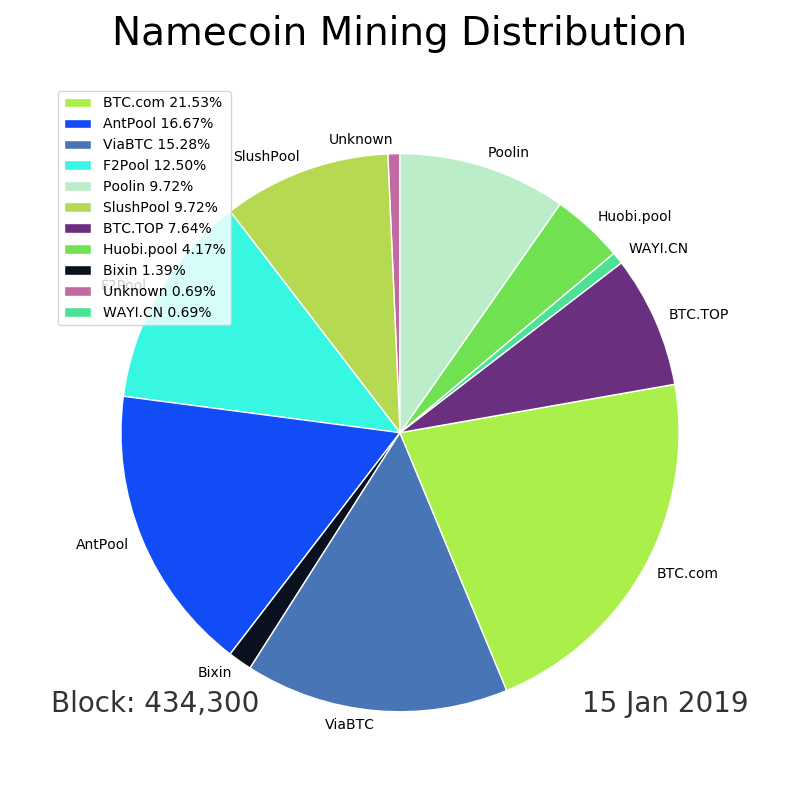 Namecoin Mining Distribution
BTC.com 21.53%
AntPool 16.67%
ViaBTC 15.28%
F2Pool 12.50%
Poolin 9.72%
SlushPool 9.72%
BTC.TOP 7.64%
Huobi.pool 4.17%
Bixin 1.39%
Unknown 0.69%
WAYI.CN 0.69%
Unknown
Poolin
SlushPool
Huobi.pool
WAYI.CN
F2Pool
BTC.TOP
AntPool
BTC.com
Bixin
ViaBTC
Block: 434,300
15 Jan 2019